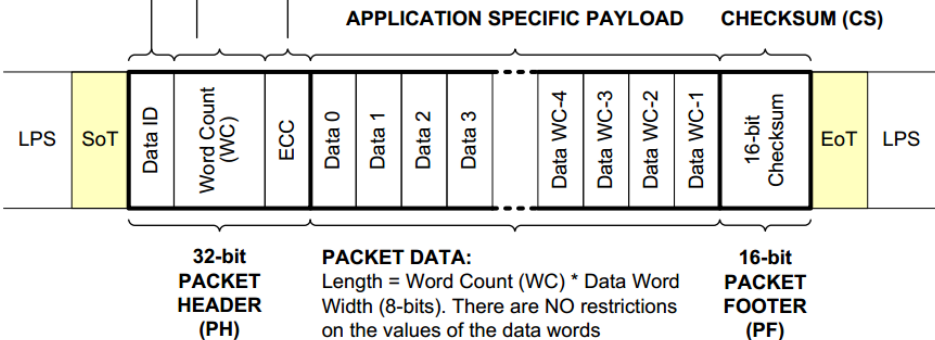 APPLICATION SPECIFIC PAYLOAD
CHECKSUM (CS)
LPS
SoT
Data ID
Word Count
(WC)
ECC
Data 0
Data 1
Data 2
Data 3
Data WC-4
Data WC-3
Data WC-2
Data WC-1
16-bit
Checksum
EoT
LPS
32-bit
PACKET
HEADER
(PH)
PACKET DATA:
Length = Word Count (WC) * Data Word
Width (8-bits). There are NO restrictions
on the values of the data words
16-bit
PACKET
FOOTER
(PF)